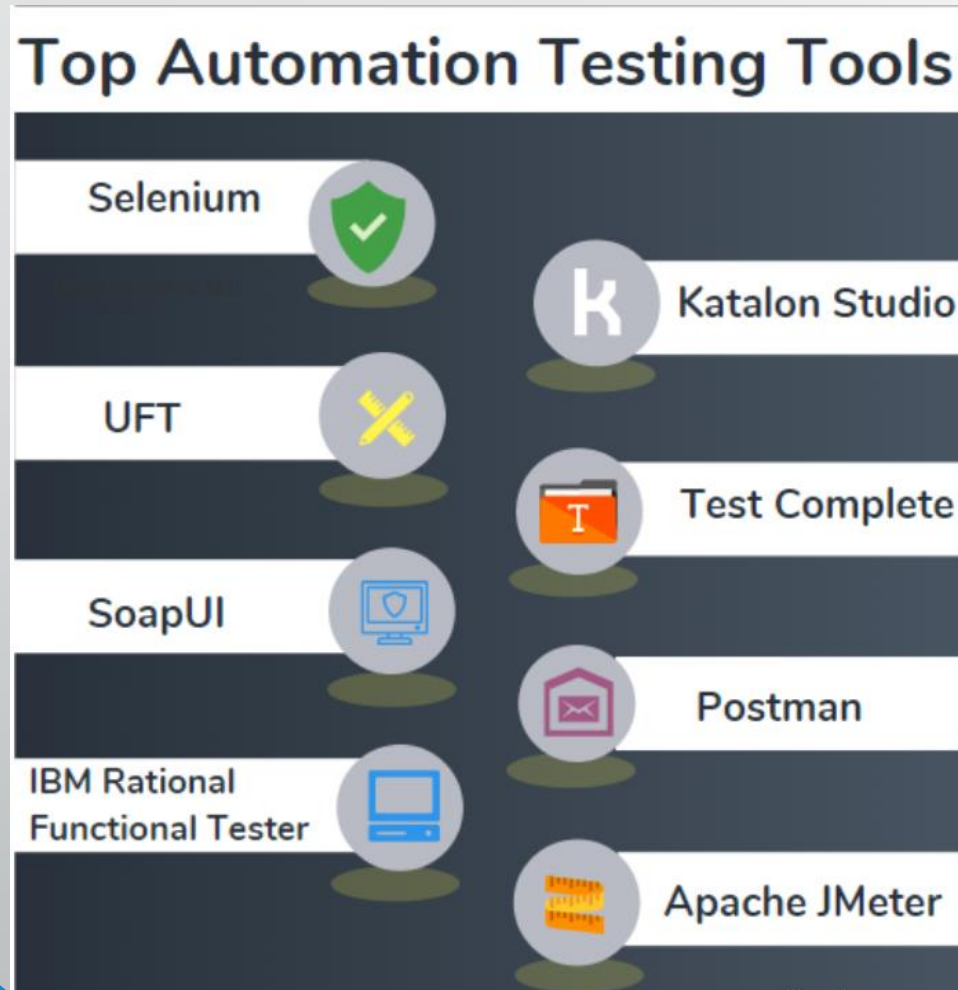 Top Automation Testing Tools
Selenium
Katalon Studio
UFT
Test Complete
T
SoapUI
Postman
IBM Rational
Functional Tester
Apache JMeter